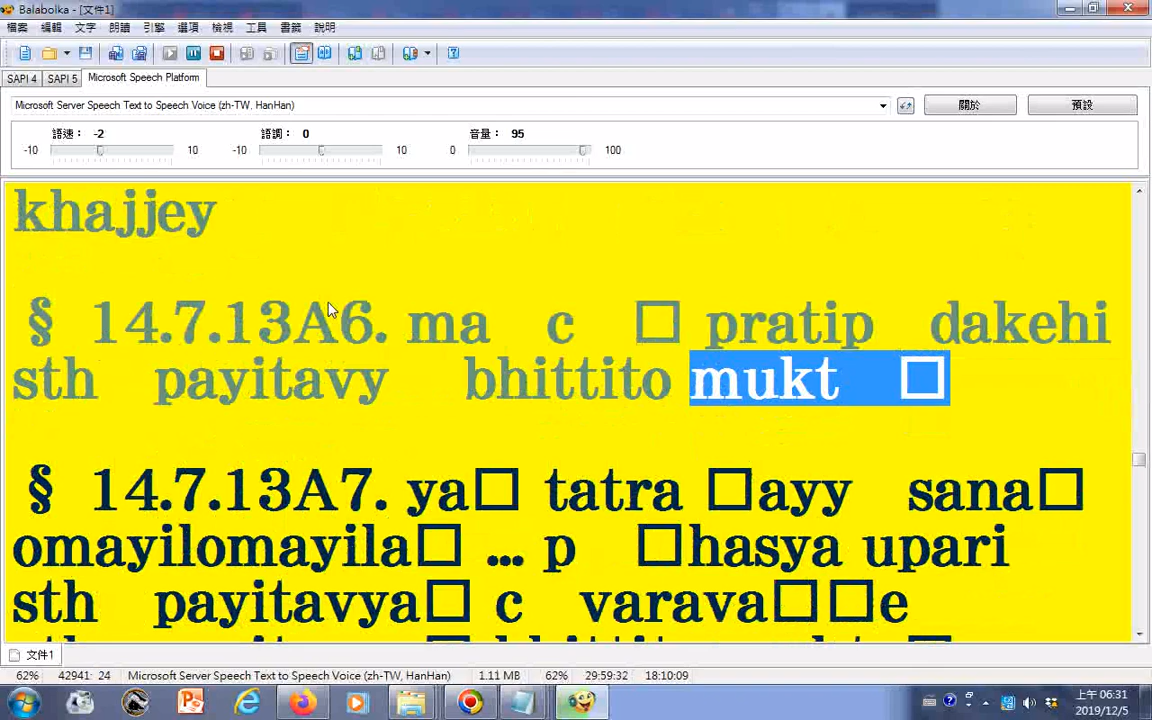 Balabolka - [文件1]
檔案 編輯 文字 朗讀 引擎 選項 檢視 工具 書籤 說明
SAPI 4 SAPI 5 Microsoft Speech Platform
Microsoft Server Speech Text to Speech Voice (zh-TW, HanHan) 關於 預設
語速： -2 語調： 0 音量： 95
-10 10 -10 10 0 100
khajjey
§ 14.7.13A6. ma c □ pratip dakehi
sth payitavy bhittito mukt □
§ 14.7.13A7. ya□ tatra □ayy sana□
omayilomayila□ ... p □hasya upari
sth payitavya□ c varava□□e
文件1
62% 42941: 24 Microsoft Server Speech Text to Speech Voice (zh-TW, HanHan) 1.11 MB 62% 29:59:32 18:10:09
上午 06:31
2019/12/5